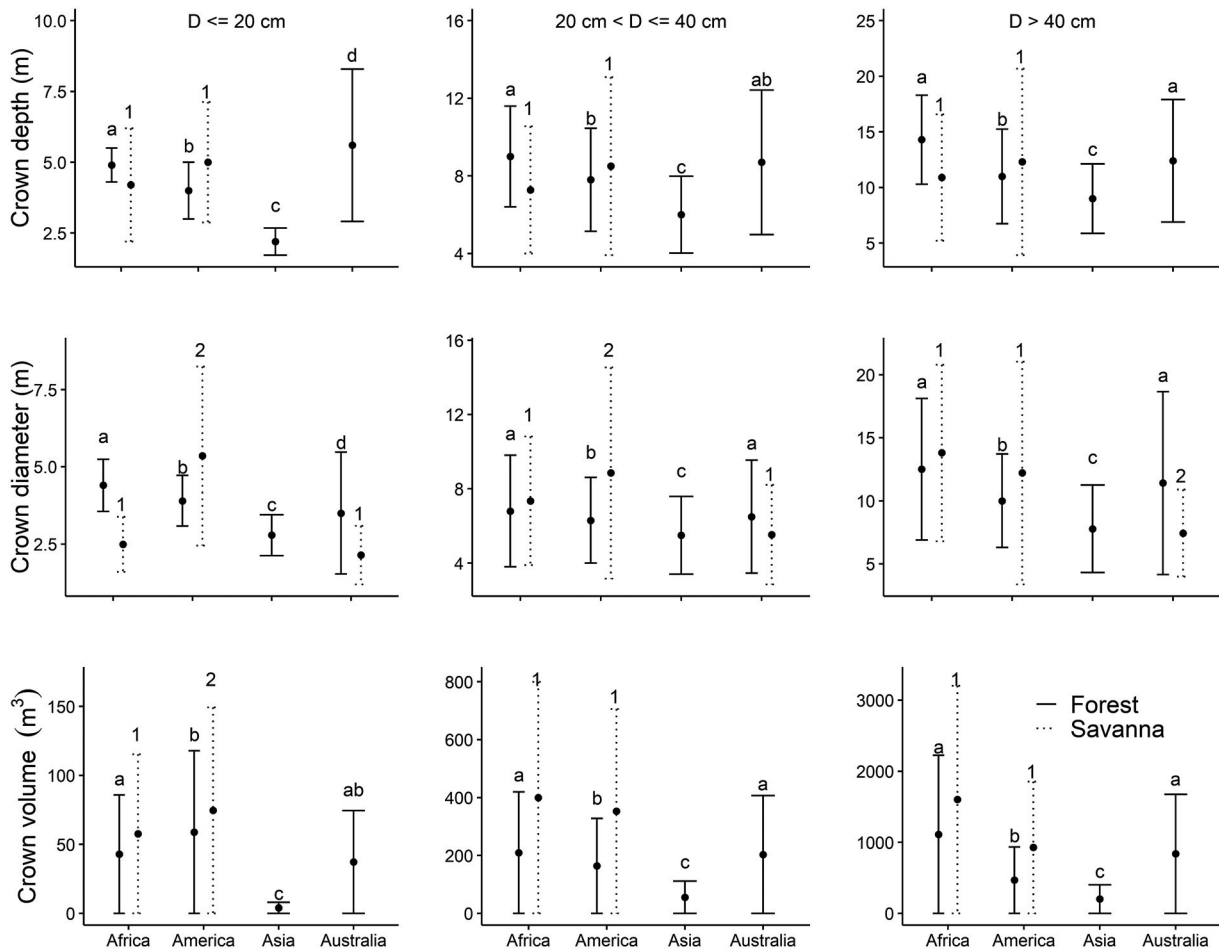 D <= 20 cm
20 cm < D <= 40 cm
D > 40 cm
Crown depth (m)
10.0
7.5
5.0
2.5
a
1
b
1
c
d
16
12
8
4
a
1
b
1
c
ab
25
20
15
10
5
a
1
b
1
c
a
Crown diameter (m)
7.5
5.0
2.5
a
1
b
2
c
d
1
16
12
8
4
a
1
b
2
c
a
1
20
15
10
5
a
1
b
1
c
a
2
Crown volume (m³)
150
100
50
0
a
1
b
2
c
ab
800
600
400
200
0
a
1
b
1
c
a
3000
2000
1000
0
a
1
b
1
c
a
Forest
Savanna
Africa America Asia Australia
Africa America Asia Australia
Africa America Asia Australia